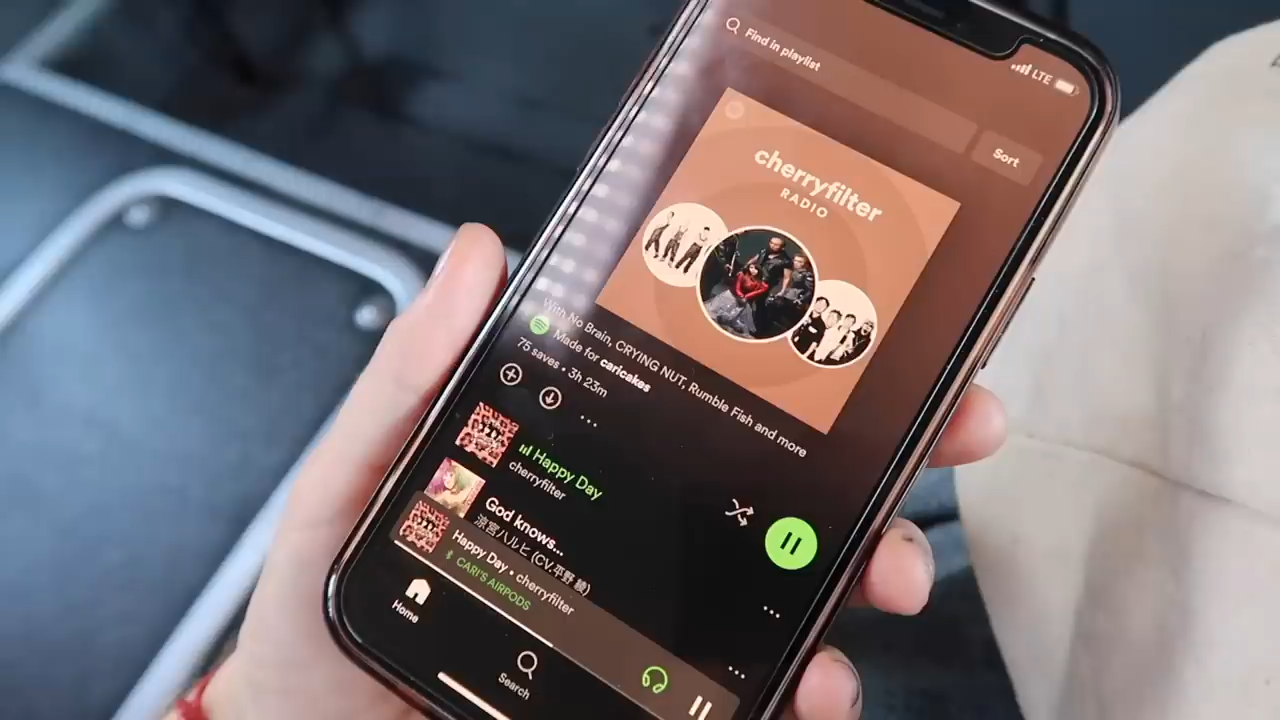 Find in playlist
LTE
Sort
cherryfilter
RADIO
With No Brain, CRYING NUT, Rumble Fish and more
Made for caricakes
75 saves • 3h 23m
Happy Day
cherryfilter
God knows...
涼宮ハルヒ (CV.平野 綾)
Happy Day • cherryfilter
CARI'S AIRPODS
Home
Search